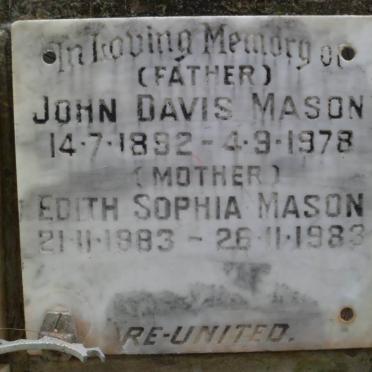 In Loving Memory of
(FATHER)
JOHN DAVIS MASON
14·7·1892 - 4·9·1978
(MOTHER)
EDITH SOPHIA MASON
21·11·1983 - 26·11·1983
RE-UNITED.